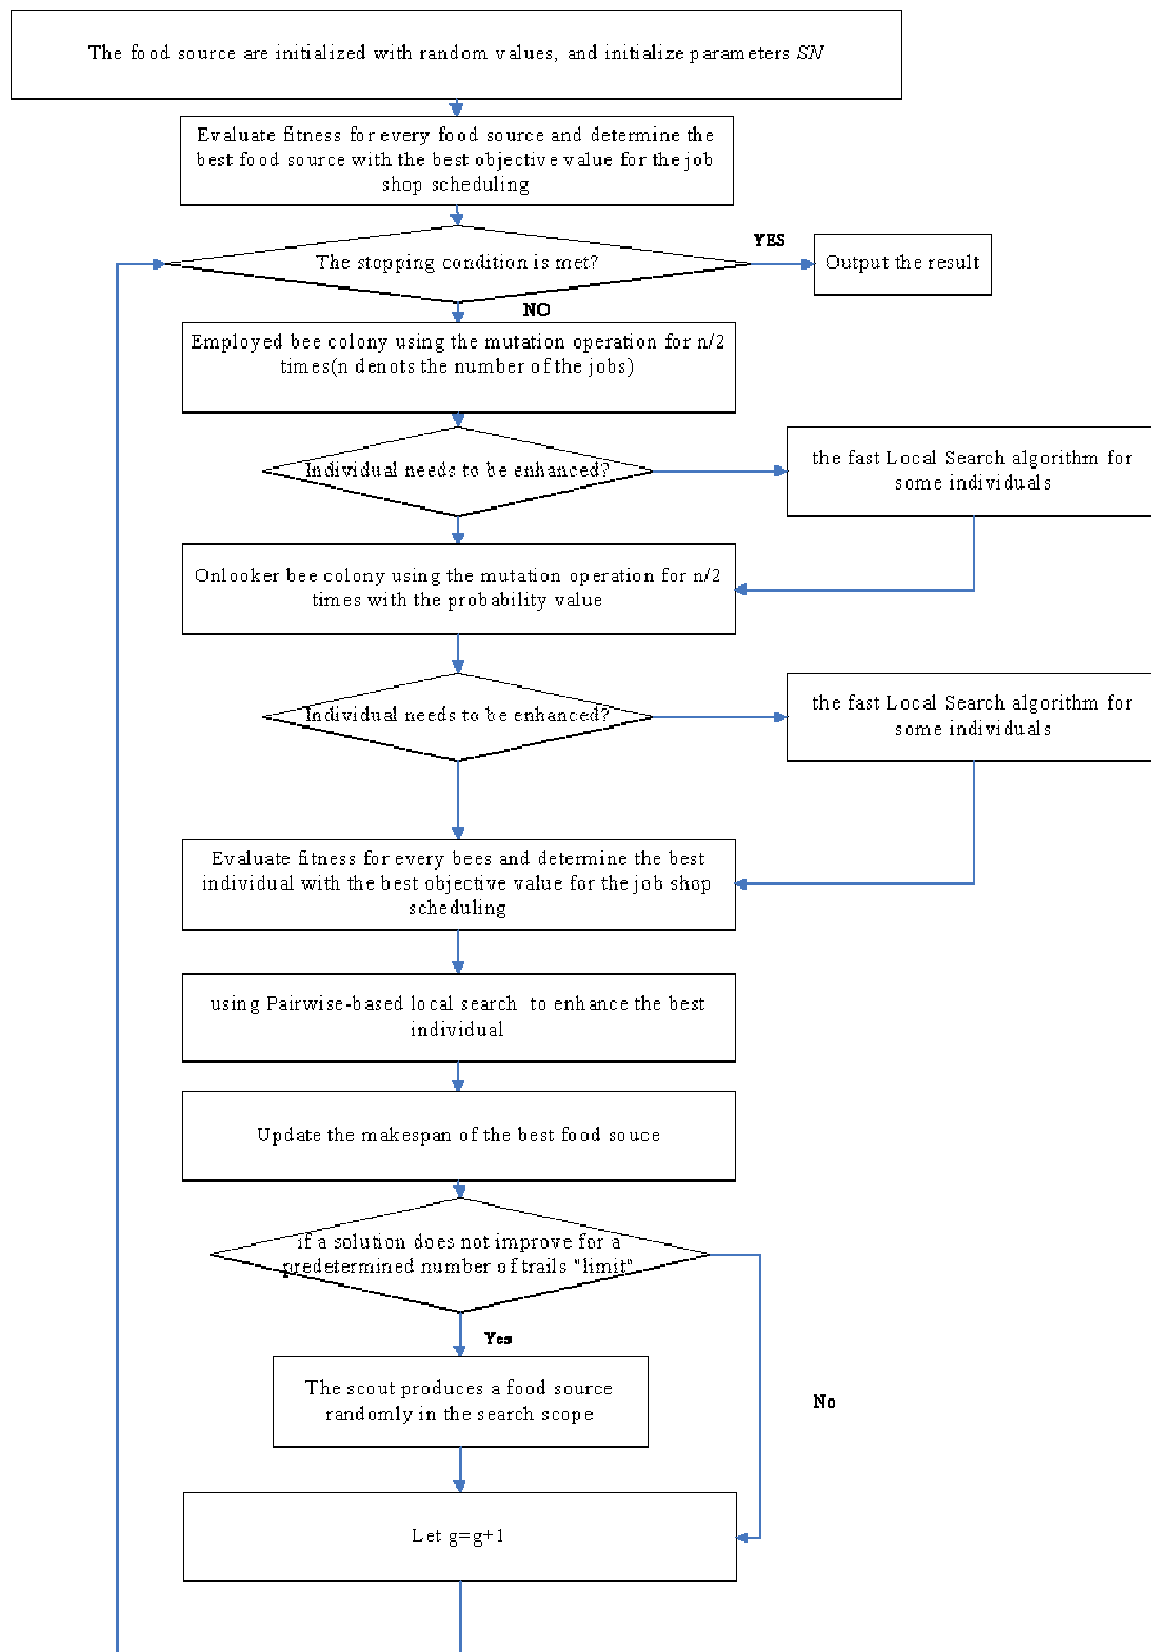 The food source are initialized with random values, and initialize parameters SN
Evaluate fitness for every food source and determine the
best food source with the best objective value for the job
shop scheduling
The stopping condition is met?
YES
Output the result
NO
Employed bee colony using the mutation operation for n/2
times(n denots the number of the jobs)
Individual needs to be enhanced?
the fast Local Search algorithm for
some individuals
Onlooker bee colony using the mutation operation for n/2
times with the probability value
Individual needs to be enhanced?
the fast Local Search algorithm for
some individuals
Evaluate fitness for every bees and determine the best
individual with the best objective value for the job shop
scheduling
using Pairwise-based local search to enhance the best
individual
Update the makespan of the best food souce
if a solution does not improve for a
predetermined number of trails "limit"
Yes
The scout produces a food source
randomly in the search scope
No
Let g=g+1